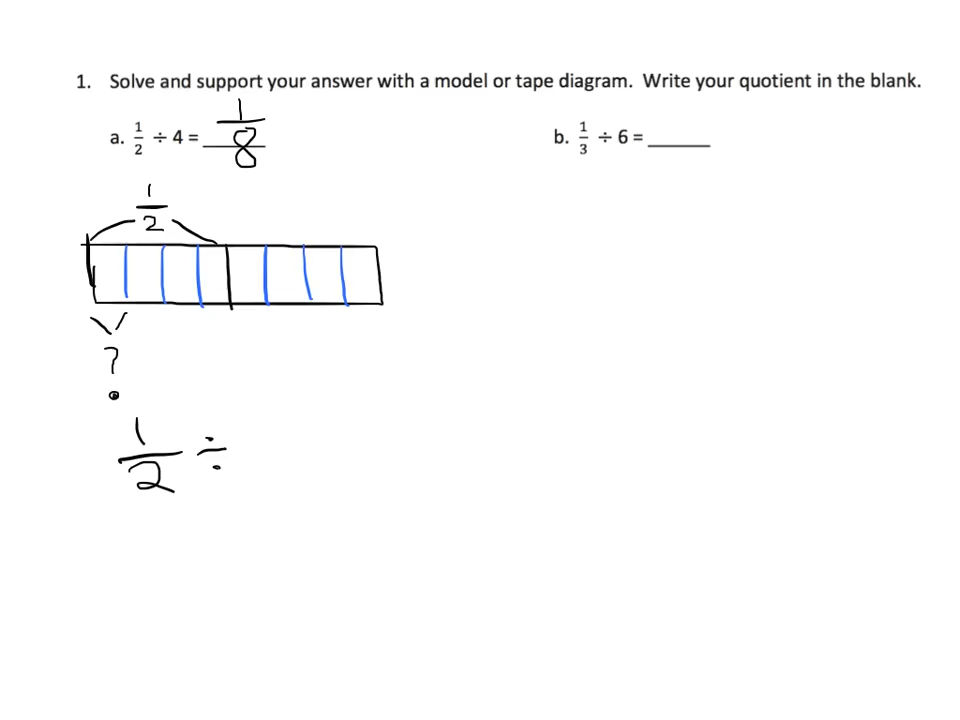 1. Solve and support your answer with a model or tape diagram. Write your quotient in the blank.
a. 1/2 ÷ 4 = 1/8 b. 1/3 ÷ 6 = ______
1/2
?
1/2 ÷